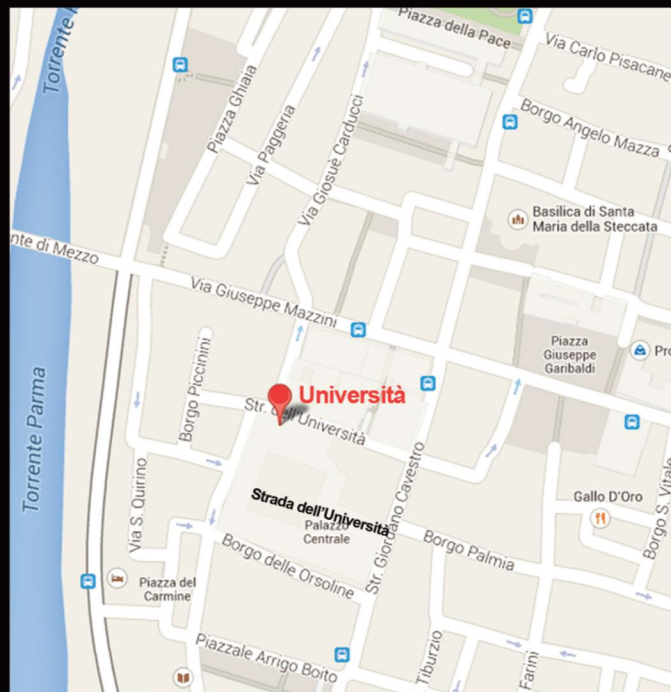 Torrente
Piazza della Pace
Via Carlo Pisacane
Piazza Ghiaia
Via Paggeria
Via Giosuè Carducci
Borgo Angelo Mazza
Basilica di Santa
Maria della Steccata
nte di Mezzo
Via Giuseppe Mazzini
Piazza
Giuseppe
Garibaldi
Pro
Borgo Piccinini
Università
Str. dell'Università
Torrente Parma
Via S. Quirino
Strada dell'Università
Palazzo
Centrale
Str. Giordano Cavestro
Gallo D'Oro
Borgo S. Vitale
Borgo Palmia
Borgo delle Orsoline
Piazza del
Carmine
Piazzale Arrigo Boito
Tiburzio
Farini